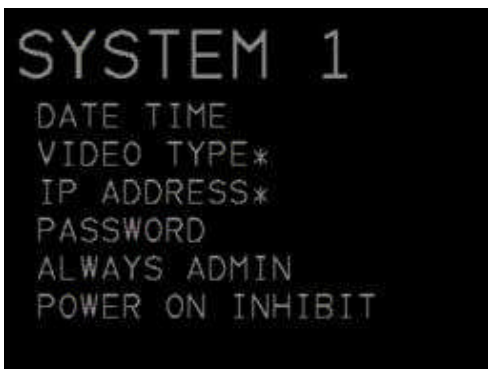 SYSTEM 1
DATE TIME
VIDEO TYPE*
IP ADDRESS*
PASSWORD
ALWAYS ADMIN
POWER ON INHIBIT